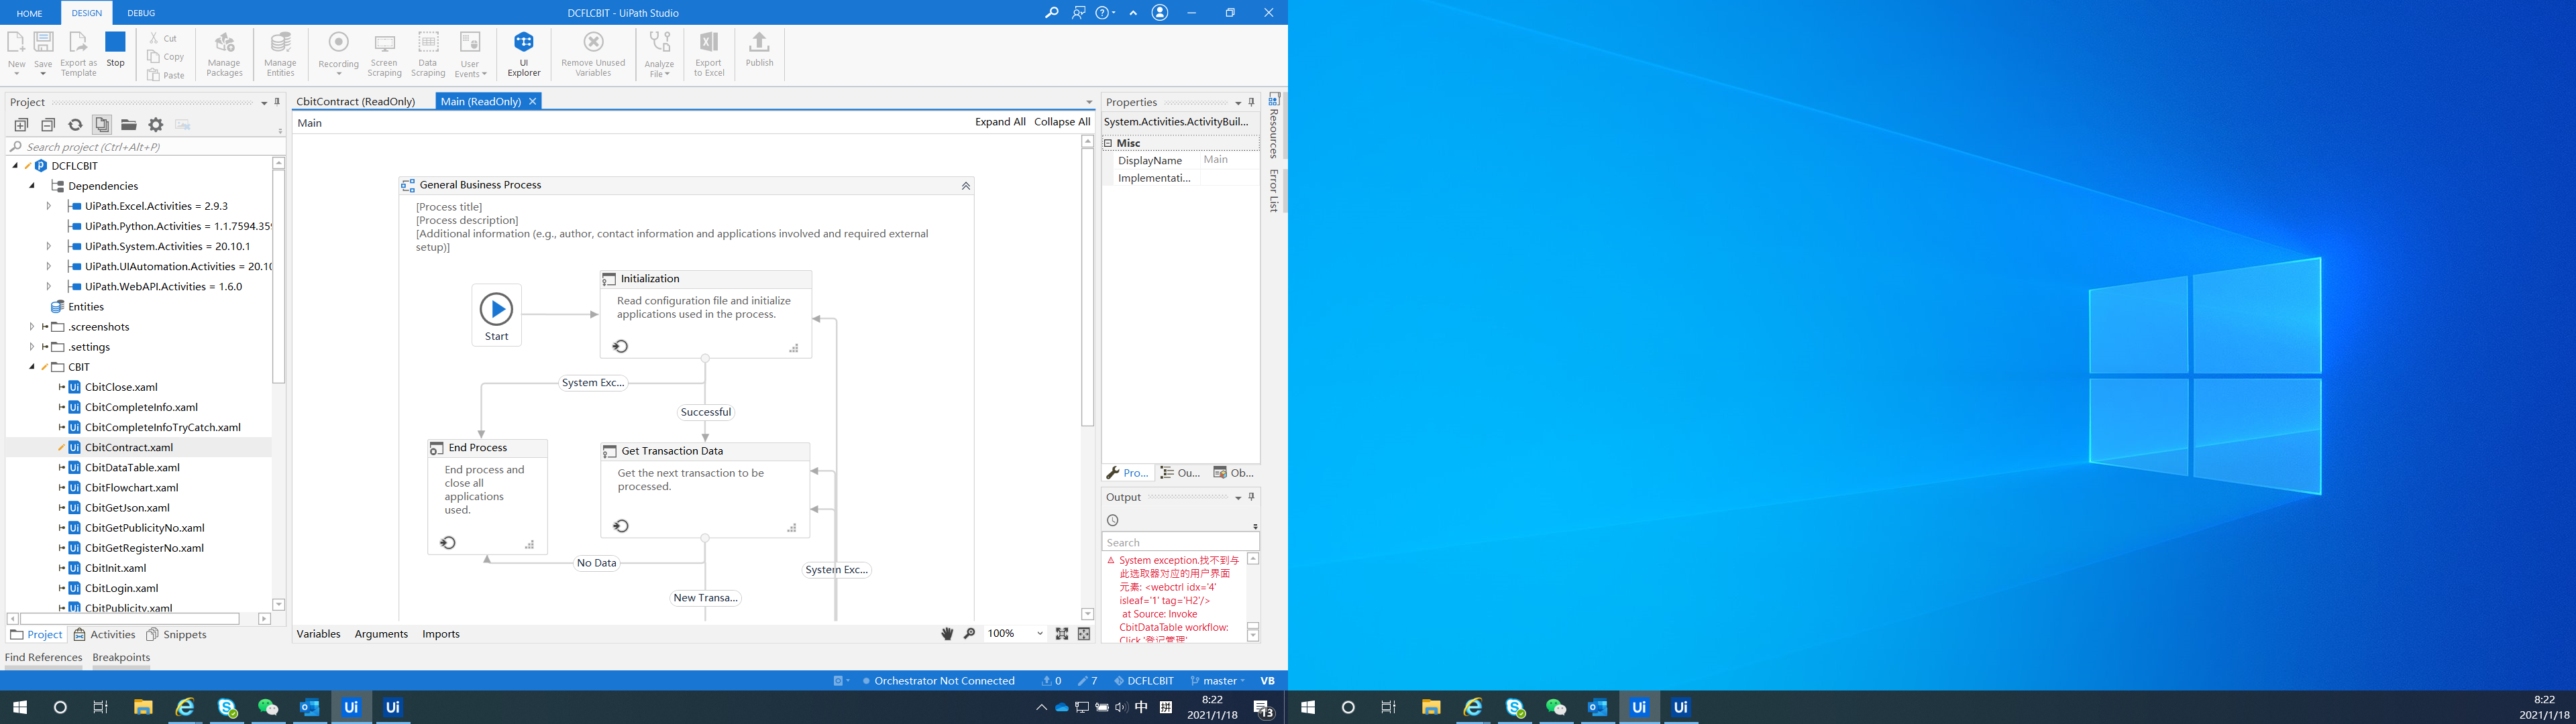 HOME
DESIGN
DEBUG
DCFLCBIT - UiPath Studio
New
Save
Export as
Template
Stop
Cut
Copy
Paste
Manage
Packages
Manage
Entities
Recording
Screen
Scraping
Data
Scraping
User
Events
UI
Explorer
Remove Unused
Variables
Analyze
File
Export
to Excel
Publish
Project
Search project (Ctrl+Alt+P)
DCFLCBIT
Dependencies
UiPath.Excel.Activities = 2.9.3
UiPath.Python.Activities = 1.1.7594.359
UiPath.System.Activities = 20.10.1
UiPath.UIAutomation.Activities = 20.10
UiPath.WebAPI.Activities = 1.6.0
Entities
.screenshots
.settings
CBIT
CbitClose.xaml
CbitCompleteInfo.xaml
CbitCompleteInfoTryCatch.xaml
CbitContract.xaml
CbitDataTable.xaml
CbitFlowchart.xaml
CbitGetJson.xaml
CbitGetPublicityNo.xaml
CbitGetRegisterNo.xaml
CbitInit.xaml
CbitLogin.xaml
CbitPublicity.xaml
Project
Activities
Snippets
Find References
Breakpoints
CbitContract (ReadOnly)
Main (ReadOnly)
Main
Expand All
Collapse All
General Business Process
[Process title]
[Process description]
[Additional information (e.g., author, contact information and applications involved and required external
setup)]
Start
Initialization
Read configuration file and initialize
applications used in the process.
System Exc...
Successful
End Process
End process and
close all
applications
used.
Get Transaction Data
Get the next transaction to be
processed.
No Data
System Exc...
New Transa...
Variables
Arguments
Imports
100%
Properties
System.Activities.ActivityBuil...
Misc
DisplayName
Main
Implementati...
Pro...
Ou...
Ob...
Output
Search
System exception.找不到与
此选取器对应的用户界面
元素: <webctrl idx='4'
isleaf='1' tag='H2'/>
at Source: Invoke
CbitDataTable workflow:
Click '登记管理'
Resources
Error List
Orchestrator Not Connected
0
7
DCFLCBIT
master
VB
Ui
Ui
中
拼
8:22
2021/1/18
13
Ui
Ui
8:22
2021/1/18